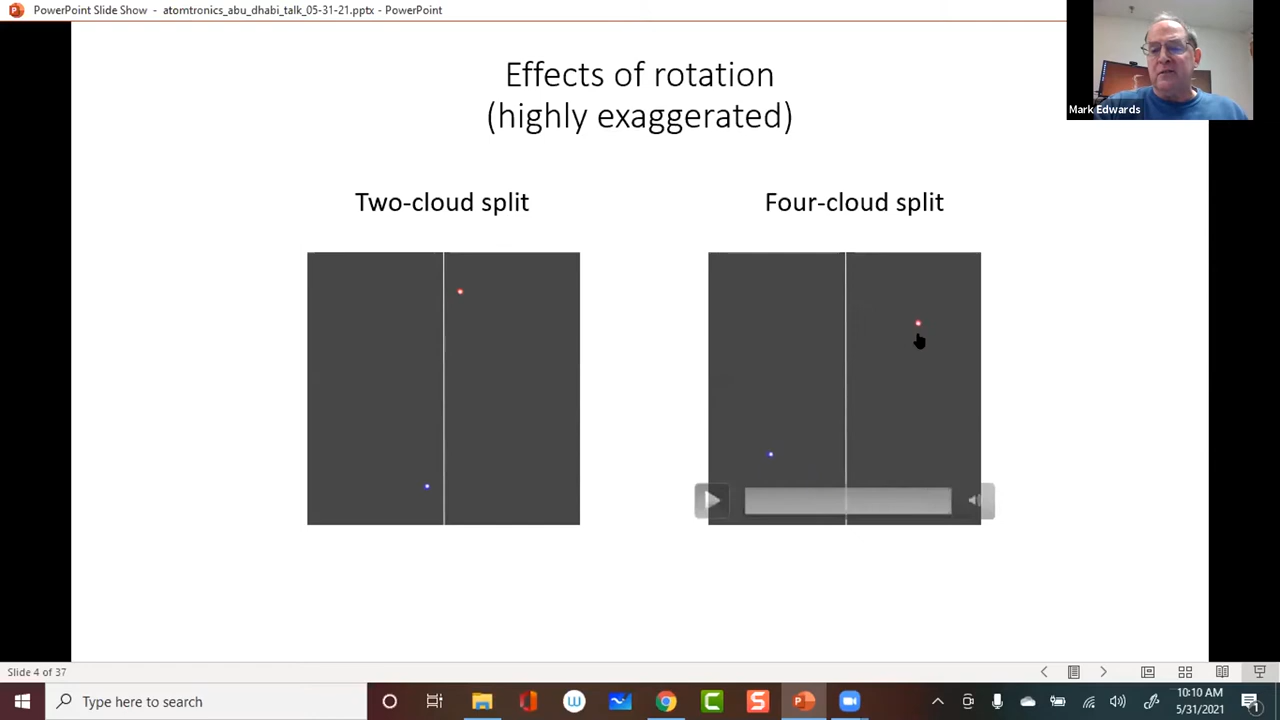 PowerPoint Slide Show - atomtronics_abu_dhabi_talk_05-31-21.pptx - PowerPoint
Mark Edwards
Effects of rotation
(highly exaggerated)
Two-cloud split
Four-cloud split
Slide 4 of 37
Type here to search
10:10 AM
5/31/2021